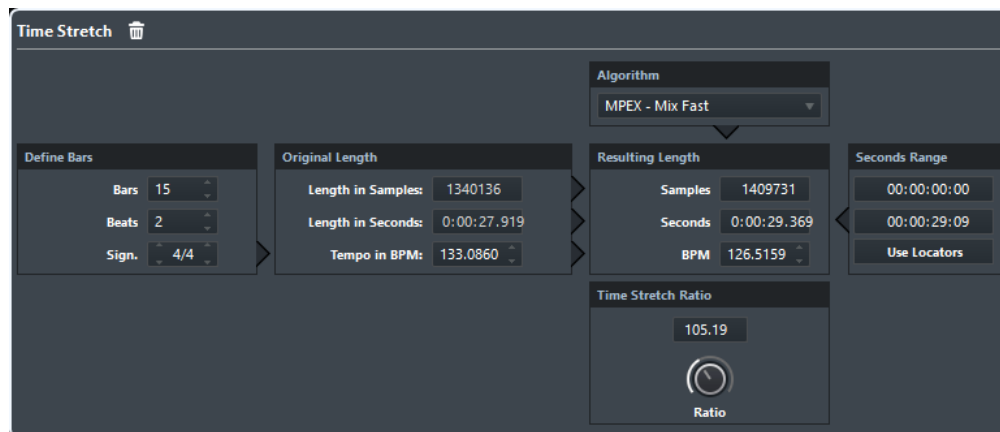 Time Stretch
Algorithm
MPEX - Mix Fast
Define Bars
Bars 15
Beats 2
Sign. 4/4
Original Length
Length in Samples: 1340136
Length in Seconds: 0:00:27.919
Tempo in BPM: 133.0860
Resulting Length
Samples 1409731
Seconds 0:00:29.369
BPM 126.5159
Seconds Range
00:00:00:00
00:00:29:09
Use Locators
Time Stretch Ratio
105.19
Ratio